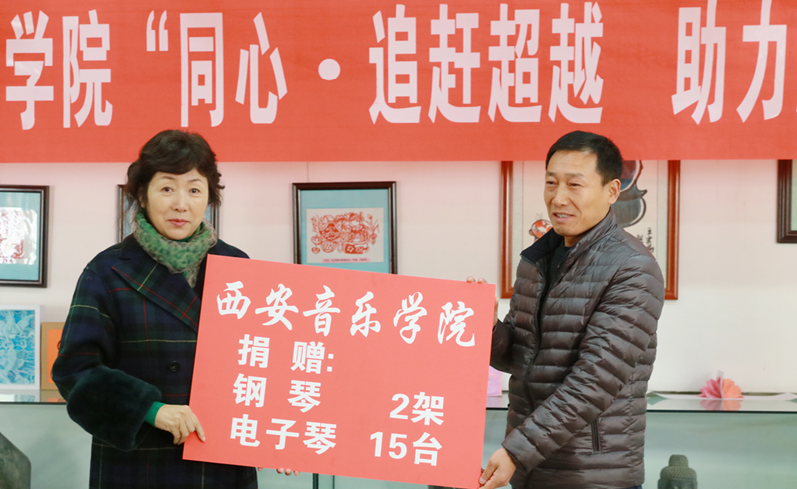 学院“同心·追赶超越 助力
西安音乐学院
捐赠:
钢琴 2架
电子琴 15台